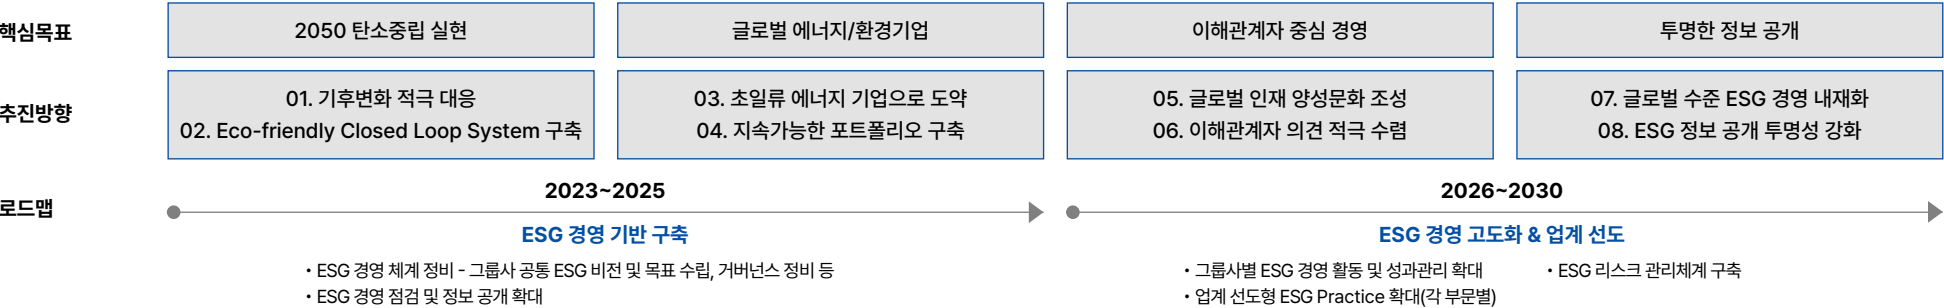 핵심목표
2050 탄소중립 실현
글로벌 에너지/환경기업
이해관계자 중심 경영
투명한 정보 공개
추진방향
01. 기후변화 적극 대응
02. Eco-friendly Closed Loop System 구축
03. 초일류 에너지 기업으로 도약
04. 지속가능한 포트폴리오 구축
05. 글로벌 인재 양성문화 조성
06. 이해관계자 의견 적극 수렴
07. 글로벌 수준 ESG 경영 내재화
08. ESG 정보 공개 투명성 강화
로드맵
2023~2025
ESG 경영 기반 구축
• ESG 경영 체계 정비 - 그룹사 공통 ESG 비전 및 목표 수립, 거버넌스 정비 등
• ESG 경영 점검 및 정보 공개 확대
2026~2030
ESG 경영 고도화 & 업계 선도
• 그룹사별 ESG 경영 활동 및 성과관리 확대
• 업계 선도형 ESG Practice 확대(각 부문별)
• ESG 리스크 관리체계 구축